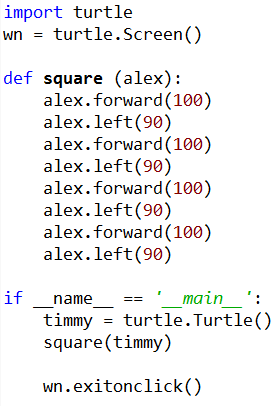 import turtle
wn = turtle.Screen()

def square (alex):
    alex.forward(100)
    alex.left(90)
    alex.forward(100)
    alex.left(90)
    alex.forward(100)
    alex.left(90)
    alex.forward(100)
    alex.left(90)

if __name__ == '__main__':
    timmy = turtle.Turtle()
    square(timmy)

    wn.exitonclick()